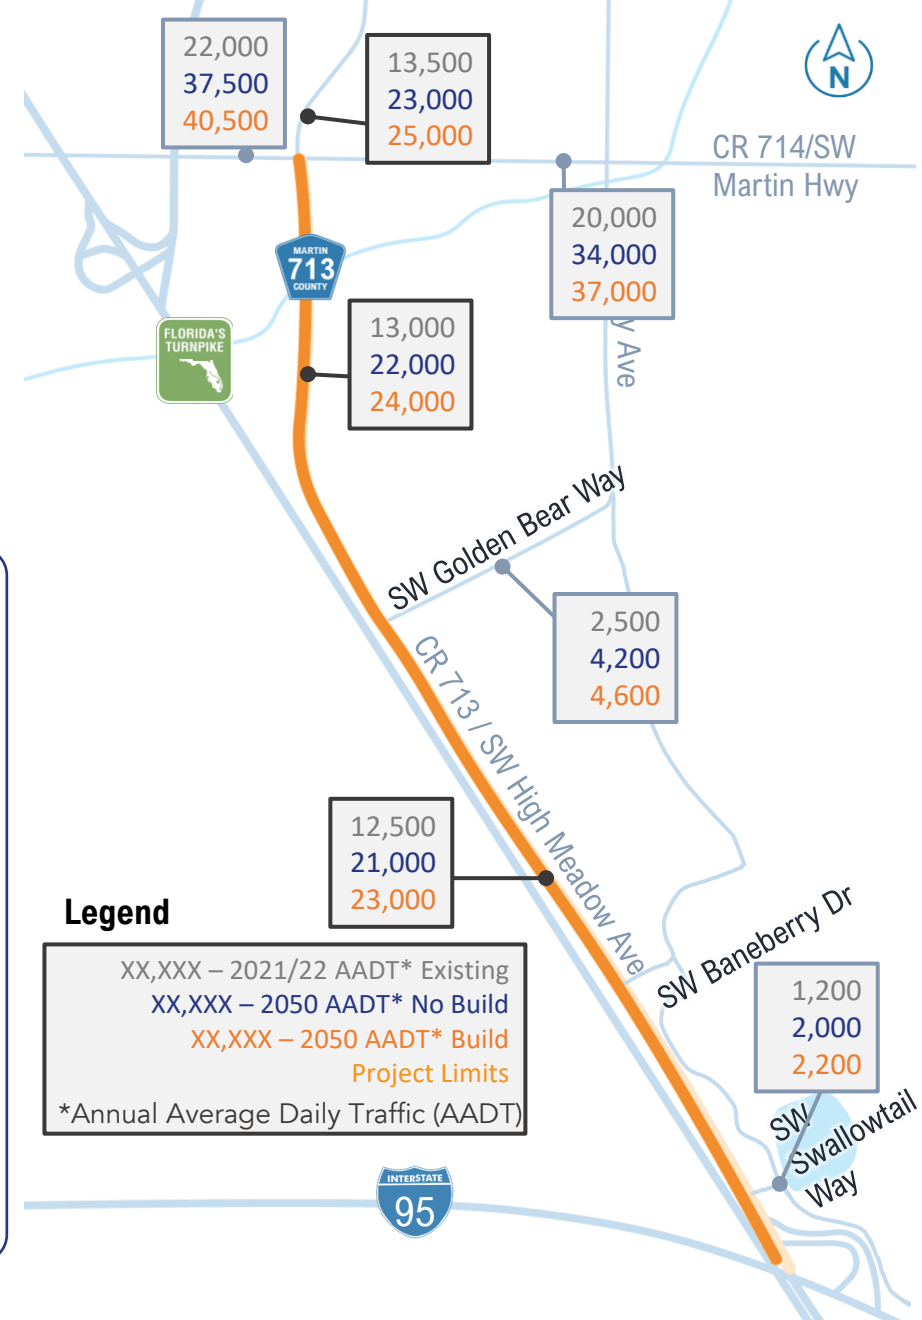 22,000
37,500
40,500
13,500
23,000
25,000
N
CR 714/SW
Martin Hwy
20,000
34,000
37,000
MARTIN
713
COUNTY
FLORIDA'S
TURNPIKE
13,000
22,000
24,000
Ave
SW Golden Bear Way
2,500
4,200
4,600
CR 713 / SW High Meadow Ave
12,500
21,000
23,000
SW Baneberry Dr
1,200
2,000
2,200
SW
Swallowtail
Way
Legend
XX,XXX – 2021/22 AADT* Existing
XX,XXX – 2050 AADT* No Build
XX,XXX – 2050 AADT* Build
Project Limits
*Annual Average Daily Traffic (AADT)
INTERSTATE
95